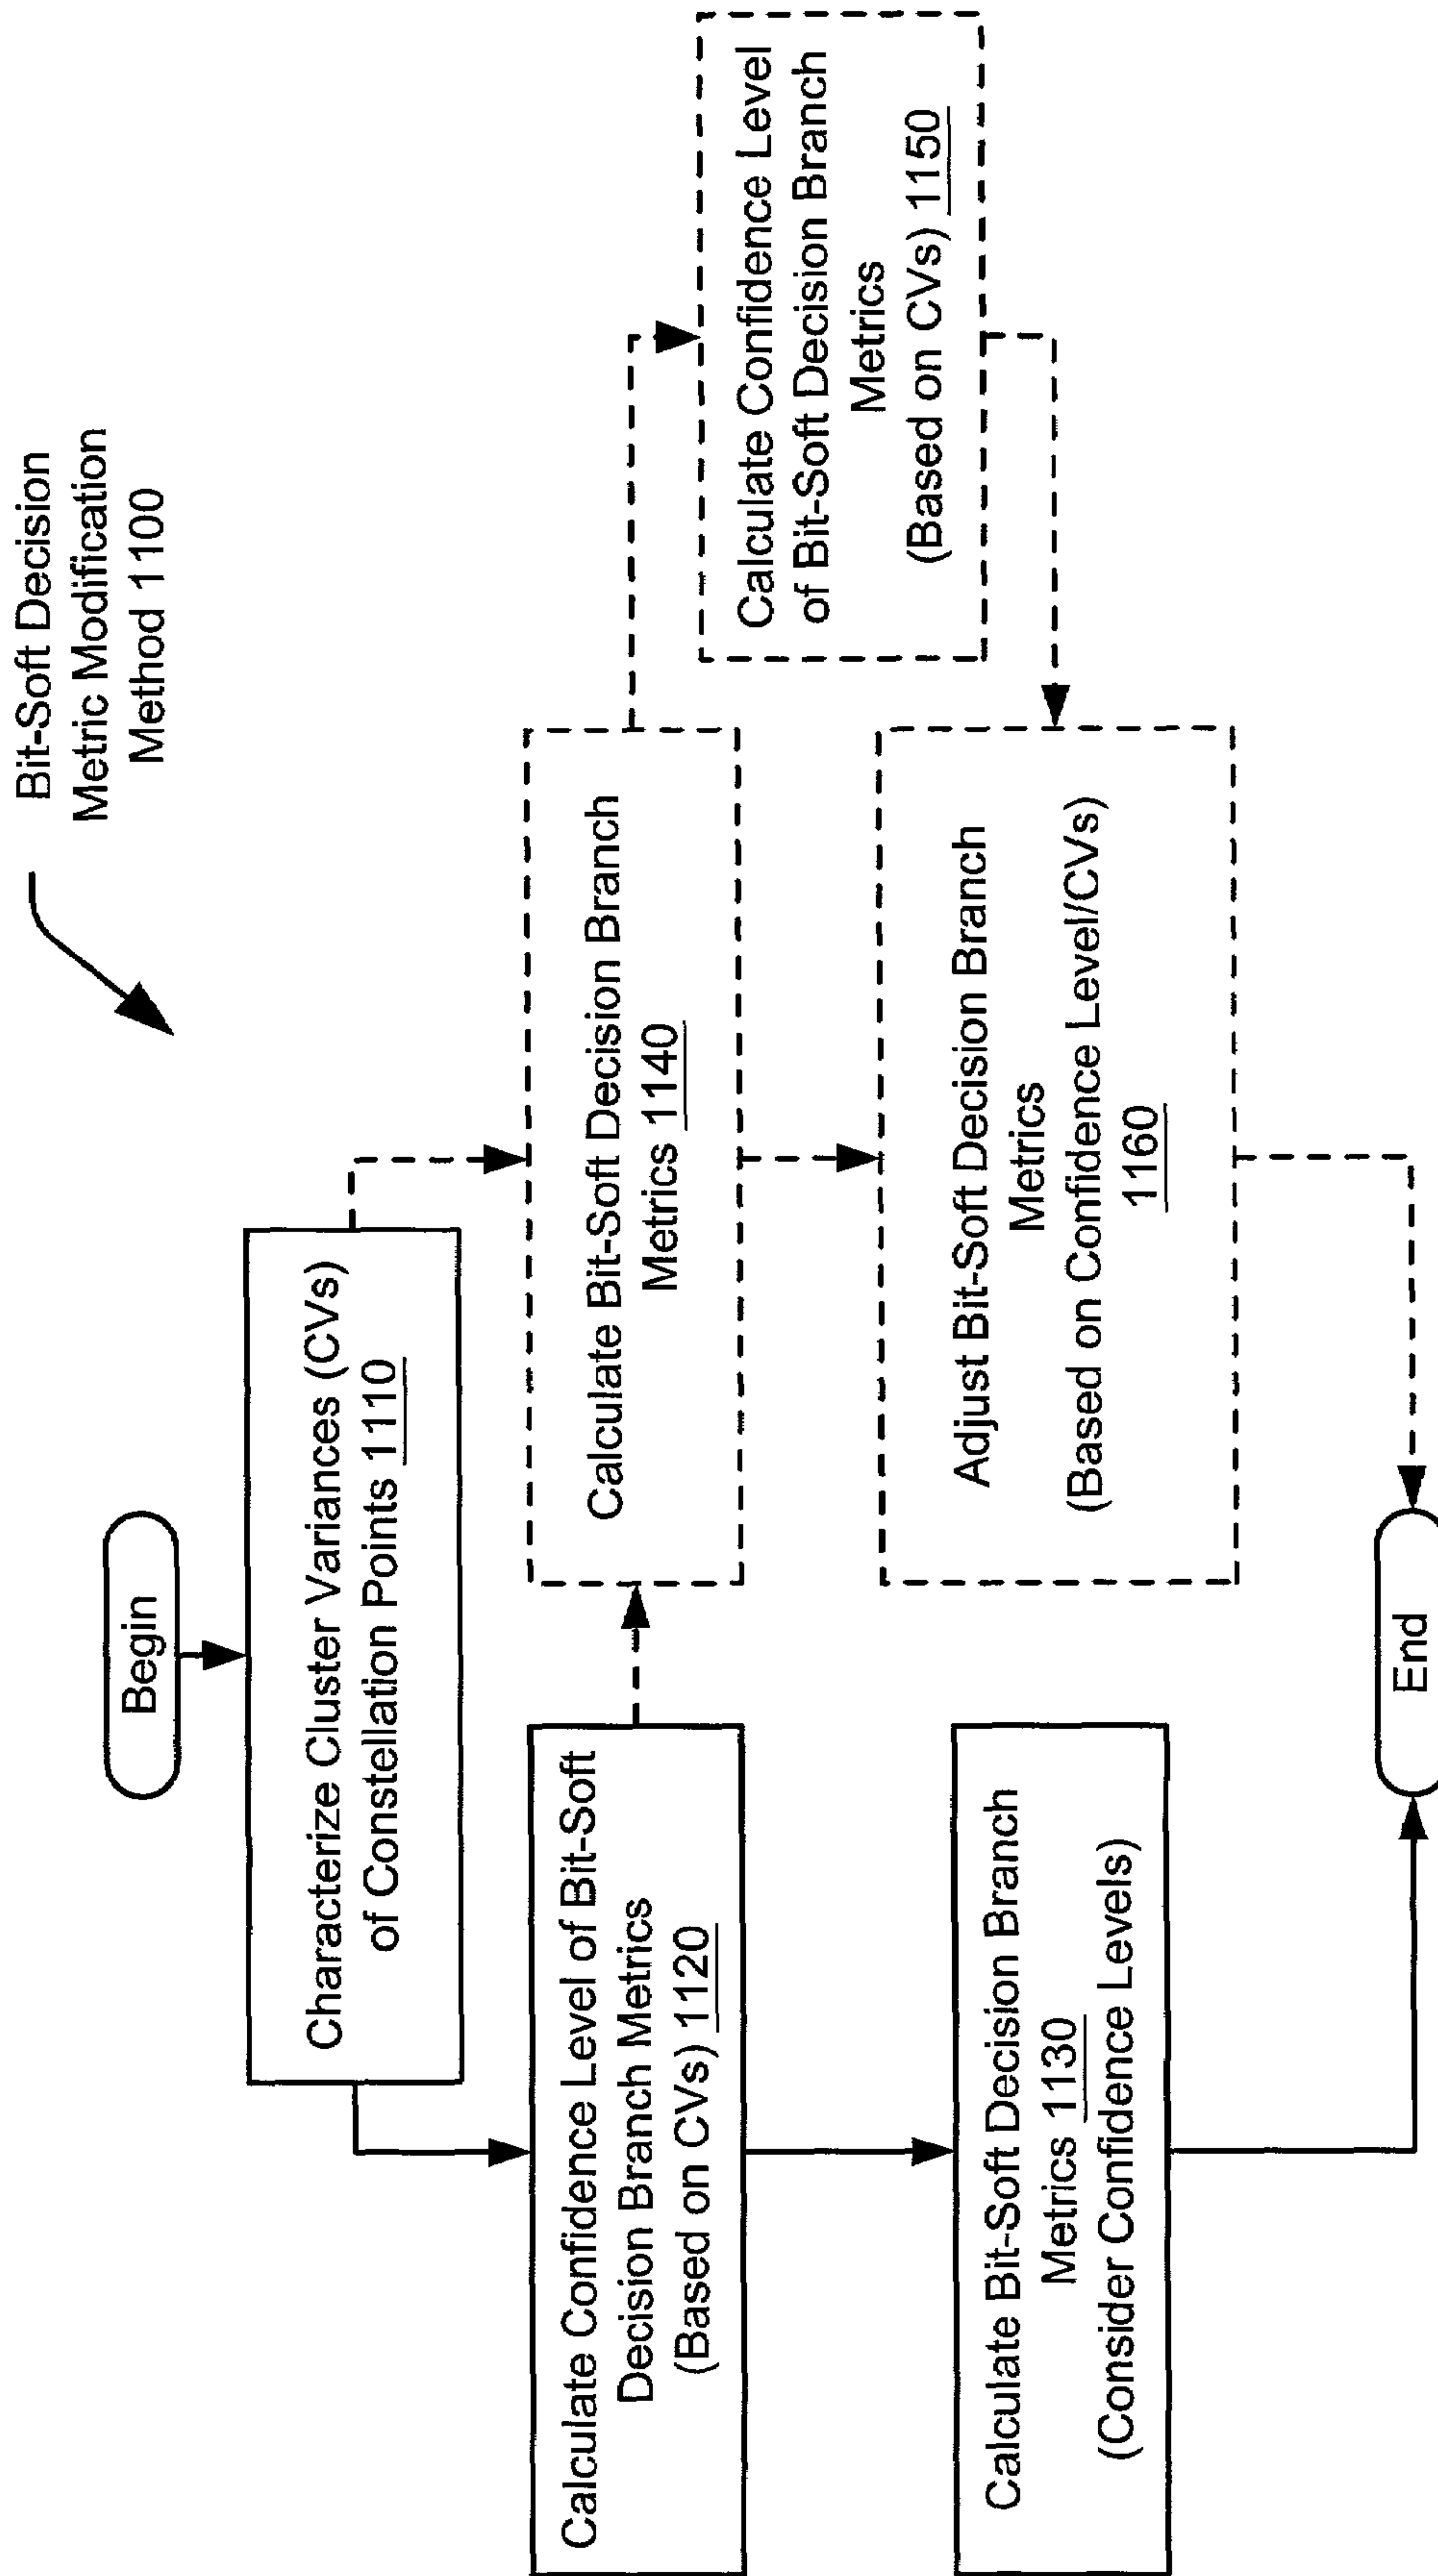 Bit-Soft Decision
Metric Modification
Method 1100
Begin
Characterize Cluster Variances (CVs)
of Constellation Points 1110
Calculate Confidence Level of Bit-Soft
Decision Branch Metrics
(Based on CVs) 1120
Calculate Bit-Soft Decision Branch
Metrics 1140
Calculate Confidence Level
of Bit-Soft Decision Branch
Metrics
(Based on CVs) 1150
Calculate Bit-Soft Decision Branch
Metrics 1130
(Consider Confidence Levels)
Adjust Bit-Soft Decision Branch
Metrics
(Based on Confidence Level/CVs)
1160
End